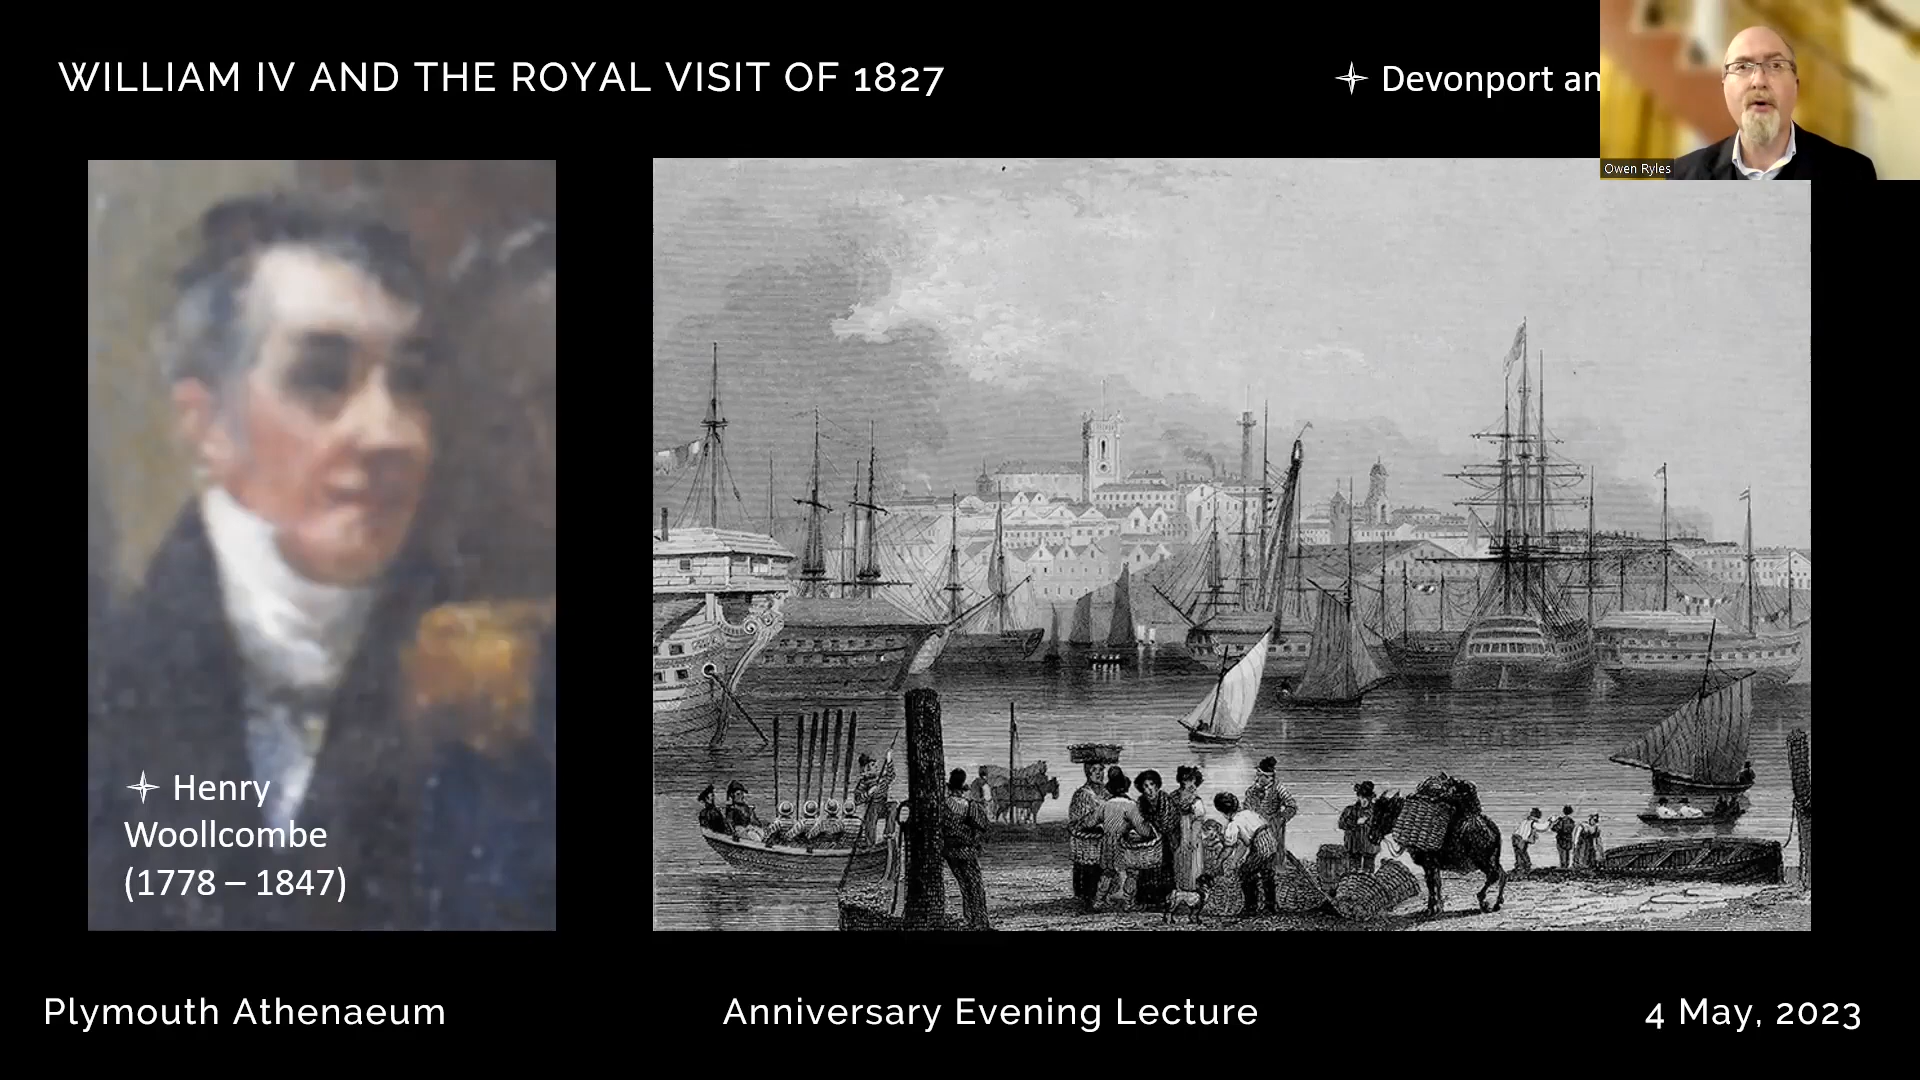 WILLIAM IV AND THE ROYAL VISIT OF 1827
Devonport an
Owen Ryles
Henry
Woollcombe
(1778 – 1847)
Plymouth Athenaeum
Anniversary Evening Lecture
4 May, 2023